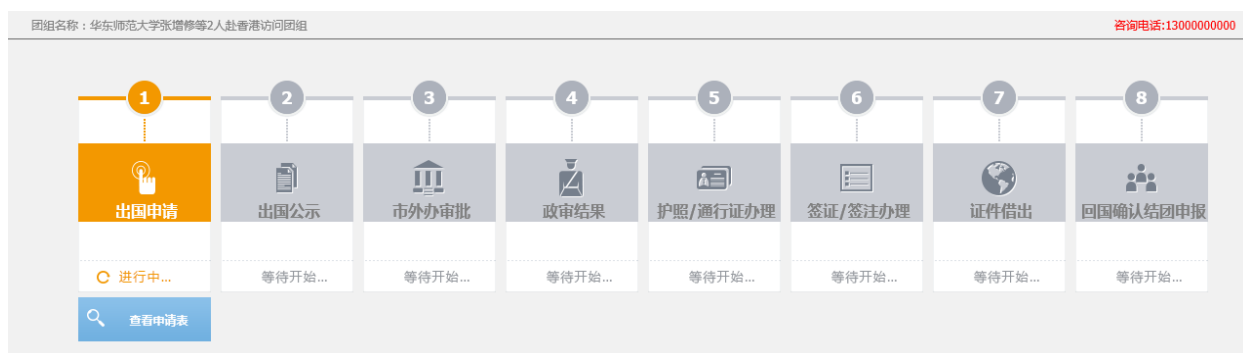 团组名称：华东师范大学张增修等2人赴香港访问团组
咨询电话:13000000000
1 2 3 4 5 6 7 8
出国申请 出国公示 市外办审批 政审结果 护照/通行证办理 签证/签注办理 证件借出 回国确认结团申报
进行中... 等待开始... 等待开始... 等待开始... 等待开始... 等待开始... 等待开始... 等待开始...
查看申请表